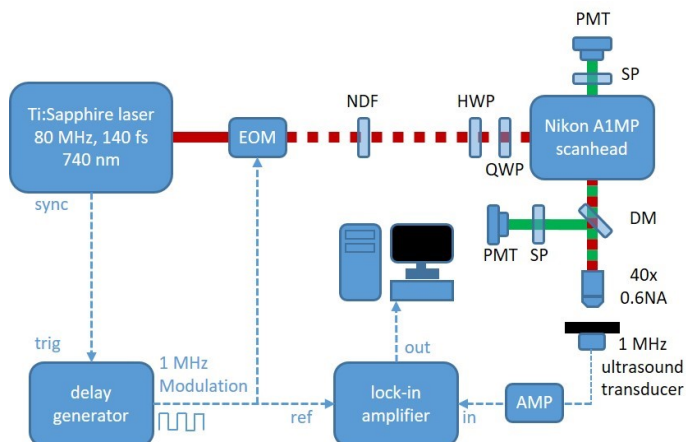 PMT
SP
Ti:Sapphire laser
80 MHz, 140 fs
740 nm
EOM
NDF
HWP
QWP
Nikon A1MP
scanhead
sync
DM
PMT
SP
40x
0.6NA
trig
out
1 MHz
ultrasound
transducer
delay
generator
1 MHz
Modulation
ref
lock-in
amplifier
in
AMP